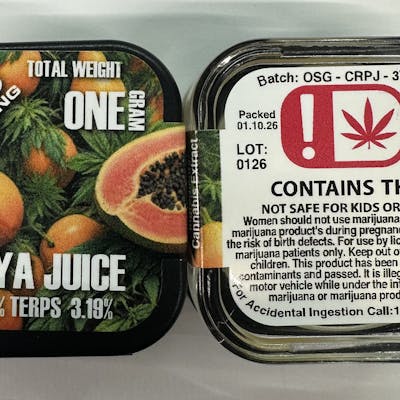 NG
TOTAL WEIGHT
ONE
GRAM
YA JUICE
% TERPS 3.19%
Cannabis Extract
Batch: OSG - CRPJ - 3
Packed
01.10.26
LOT:
0126
!
CONTAINS TH
NOT SAFE FOR KIDS OR
Women should not use marijuana
marijuana product's during pregnanc
the risk of birth defects. For use by lic
marijuana patients only. Keep out o
children. This product has been
contaminants and passed. It is illeg
motor vehicle while under the int
marijuana or marijuana produ
For Accidental Ingestion Call:1